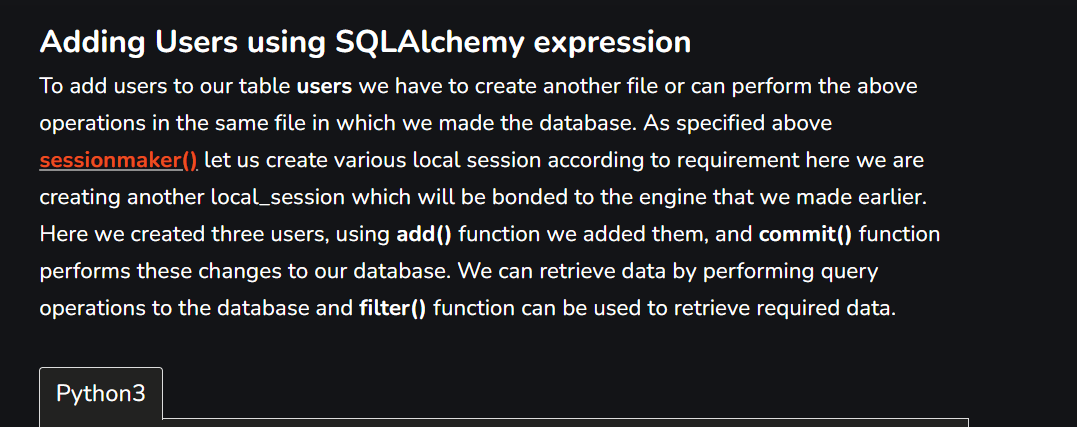 Adding Users using SQLAlchemy expression
To add users to our table users we have to create another file or can perform the above
operations in the same file in which we made the database. As specified above
sessionmaker() let us create various local session according to requirement here we are
creating another local_session which will be bonded to the engine that we made earlier.
Here we created three users, using add() function we added them, and commit() function
performs these changes to our database. We can retrieve data by performing query
operations to the database and filter() function can be used to retrieve required data.
Python3